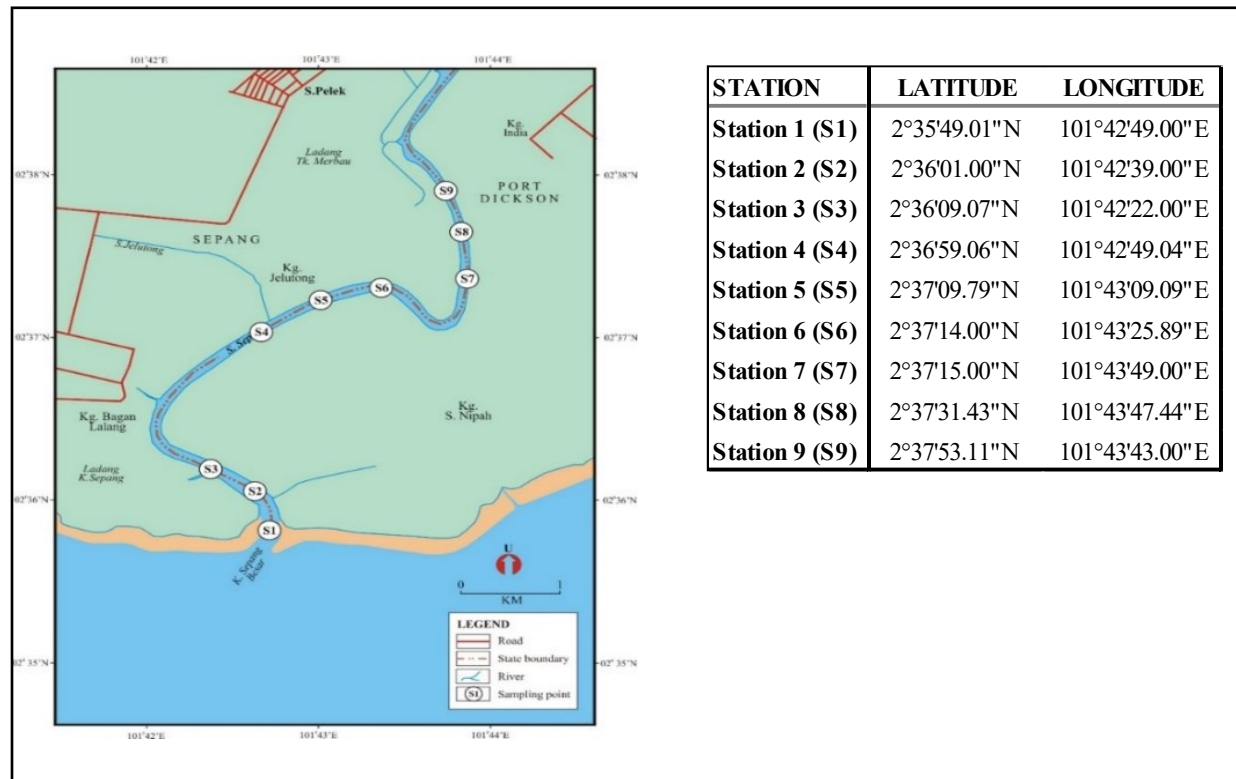 101°42'E
101°43'E
101°44'E
S.Pelek
Kg.
India
Ladang
Tk. Merbau
02°38'N
02°38'N
PORT
DICKSON
S9
S8
S7
SEPANG
S.Jelutong
Kg.
Jelutong
S6
S5
S4
02°37'N
02°37'N
Kg. Bagan
Lalang
Kg.
S. Nipah
Ladang
K.Sepang
S3
S2
S1
02°36'N
02°36'N
K. Sepang
Besar
U
0 1
KM
LEGEND
Road
State boundary
River
S1 Sampling point
02°35'N
02°35'N
101°42'E
101°43'E
101°44'E
STATION LATITUDE LONGITUDE
Station 1 (S1) 2°35'49.01"N 101°42'49.00"E
Station 2 (S2) 2°36'01.00"N 101°42'39.00"E
Station 3 (S3) 2°36'09.07"N 101°42'22.00"E
Station 4 (S4) 2°36'59.06"N 101°42'49.04"E
Station 5 (S5) 2°37'09.79"N 101°43'09.09"E
Station 6 (S6) 2°37'14.00"N 101°43'25.89"E
Station 7 (S7) 2°37'15.00"N 101°43'49.00"E
Station 8 (S8) 2°37'31.43"N 101°43'47.44"E
Station 9 (S9) 2°37'53.11"N 101°43'43.00"E